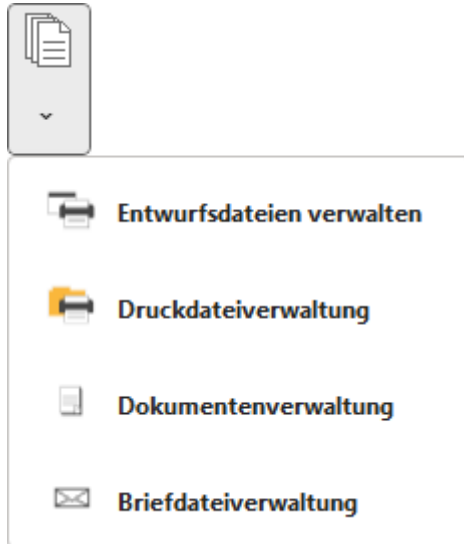 Entwurfsdateien verwalten
Druckdateiverwaltung
Dokumentenverwaltung
Briefdateiverwaltung